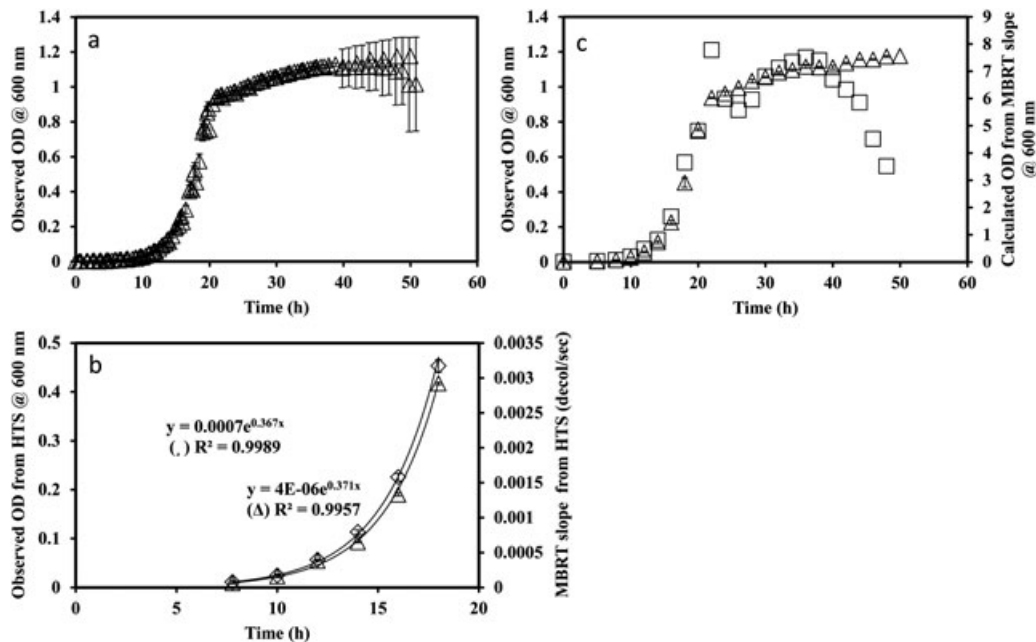 a
Observed OD @ 600 nm
1.4
1.2
1
0.8
0.6
0.4
0.2
0
0 10 20 30 40 50 60
Time (h)
c
Observed OD @ 600 nm
1.4
1.2
1
0.8
0.6
0.4
0.2
0
0 10 20 30 40 50 60
Time (h)
9
8
7
6
5
4
3
2
1
0
Calculated OD from MBRT slope
@ 600 nm
b
Observed OD from HTS @ 600 nm
0.5
0.4
0.3
0.2
0.1
0
y = 0.0007e0.367x
( ) R² = 0.9989
y = 4E-06e0.371x
(Δ) R² = 0.9957
0 5 10 15 20
Time (h)
0.0035
0.003
0.0025
0.002
0.0015
0.001
0.0005
0
MBRT slope from HTS (decol/sec)